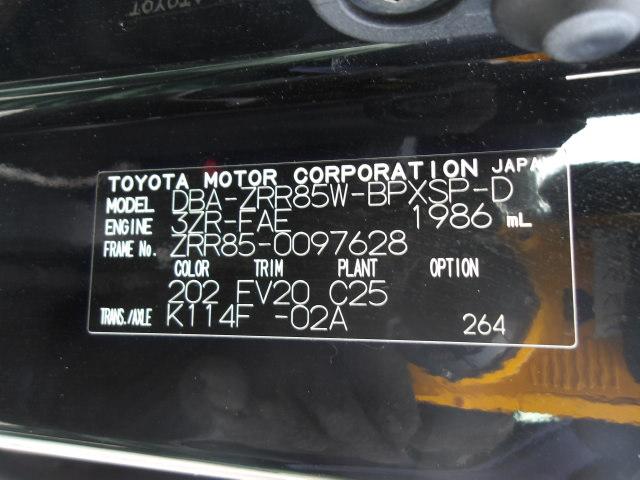 TOYOTA MOTOR CORPORATION JAPAN
MODEL DBA-ZRR85W-BPXSP-D
ENGINE 3ZR-FAE 1986 mL
FRAME No. ZRR85-0097628
COLOR TRIM PLANT OPTION
202 FV20 C25
TRANS./AXLE K114F -02A 264